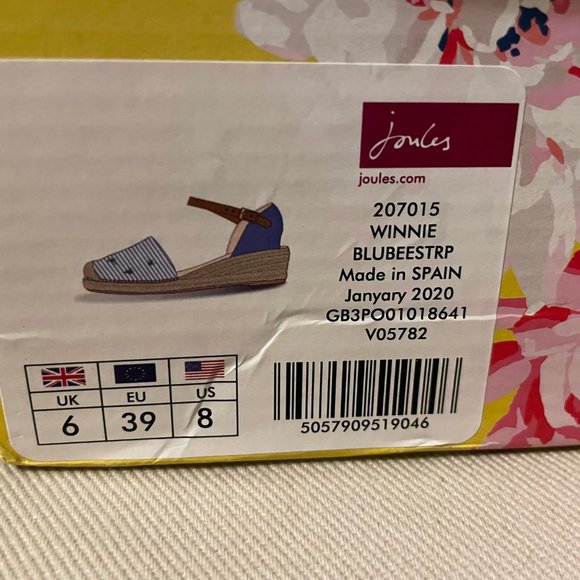 Joules
joules.com
207015
WINNIE
BLUBEESTRP
Made in SPAIN
Janyary 2020
GB3PO01018641
V05782
UK EU US
6 39 8
5057909519046